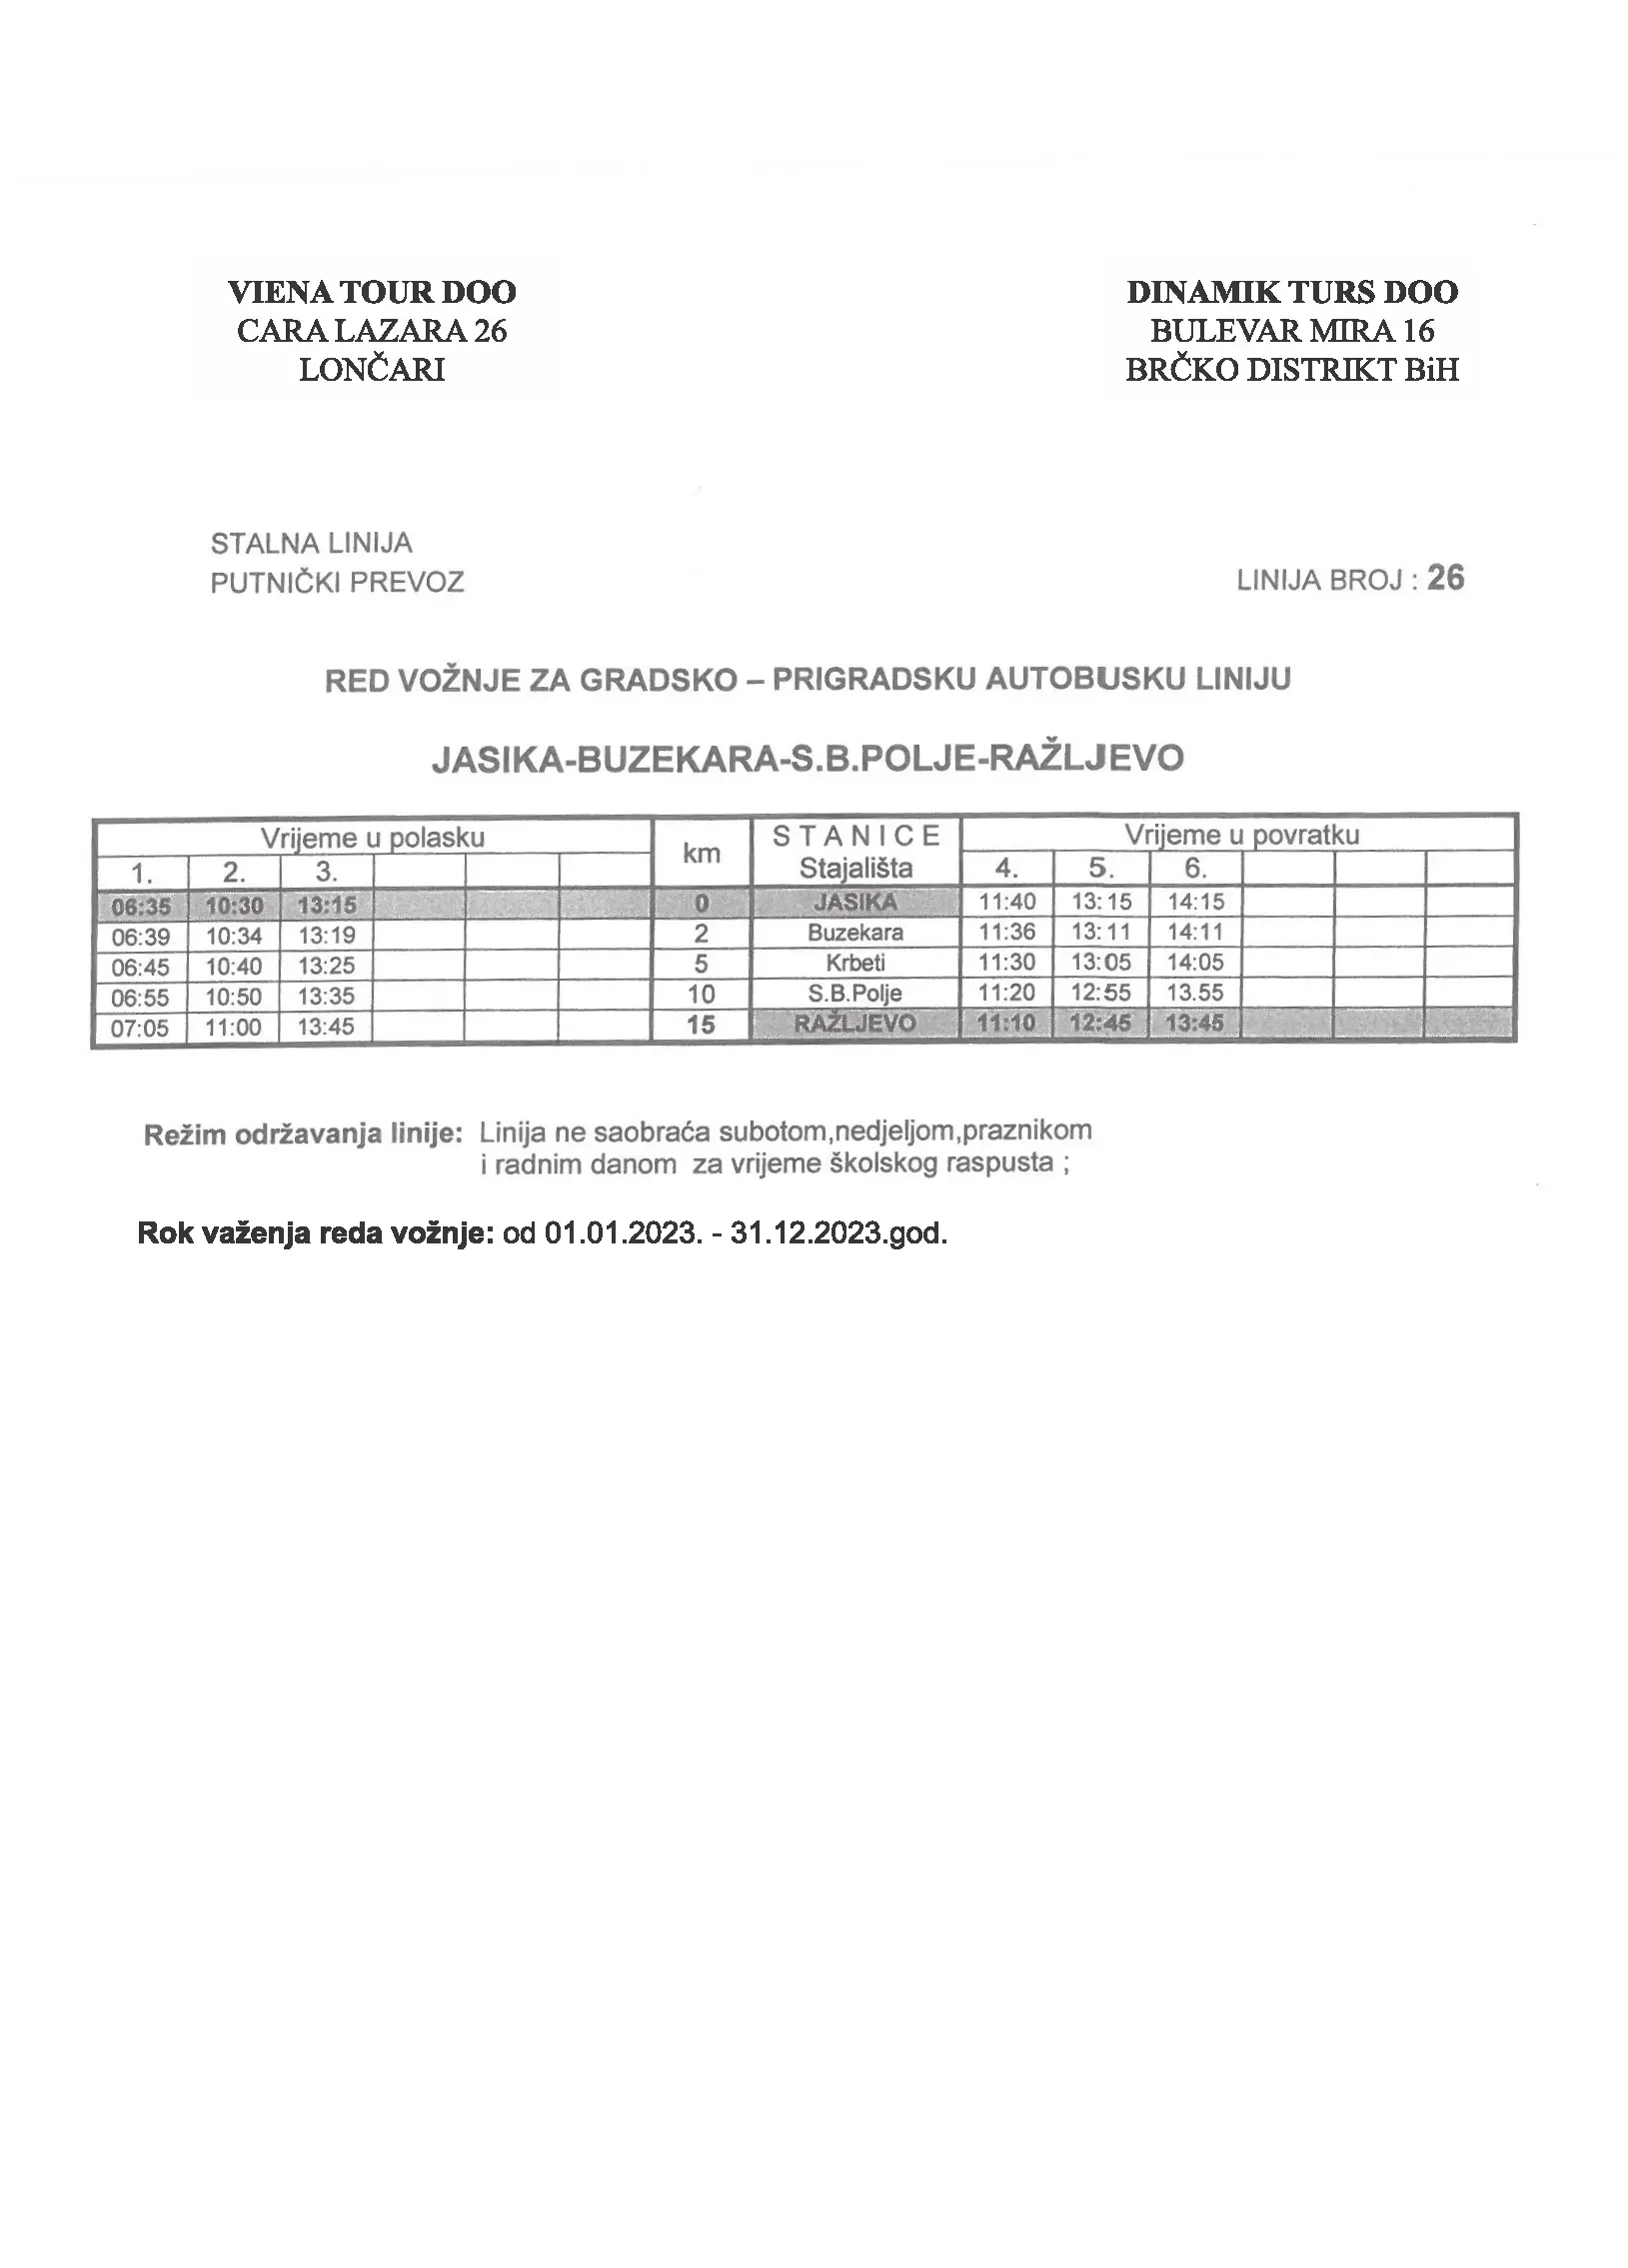 VIENA TOUR DOO
CARA LAZARA 26
LONČARI
DINAMIK TURS DOO
BULEVAR MIRA 16
BRČKO DISTRIKT BiH
STALNA LINIJA
PUTNIČKI PREVOZ
LINIJA BROJ : 26
RED VOŽNJE ZA GRADSKO – PRIGRADSKU AUTOBUSKU LINIJU
JASIKA-BUZEKARA-S.B.POLJE-RAŽLJEVO
Vrijeme u polasku km S T A N I C E Stajališta Vrijeme u povratku
1. 2. 3. 4. 5. 6.
06:35 10:30 13:15 0 JASIKA 11:40 13:15 14:15
06:39 10:34 13:19 2 Buzekara 11:36 13:11 14:11
06:45 10:40 13:25 5 Krbeti 11:30 13:05 14:05
06:55 10:50 13:35 10 S.B.Polje 11:20 12:55 13.55
07:05 11:00 13:45 15 RAŽLJEVO 11:10 12:45 13:45
Režim održavanja linije: Linija ne saobraća subotom,nedjeljom,praznikom
i radnim danom za vrijeme školskog raspusta ;
Rok važenja reda vožnje: od 01.01.2023. - 31.12.2023.god.